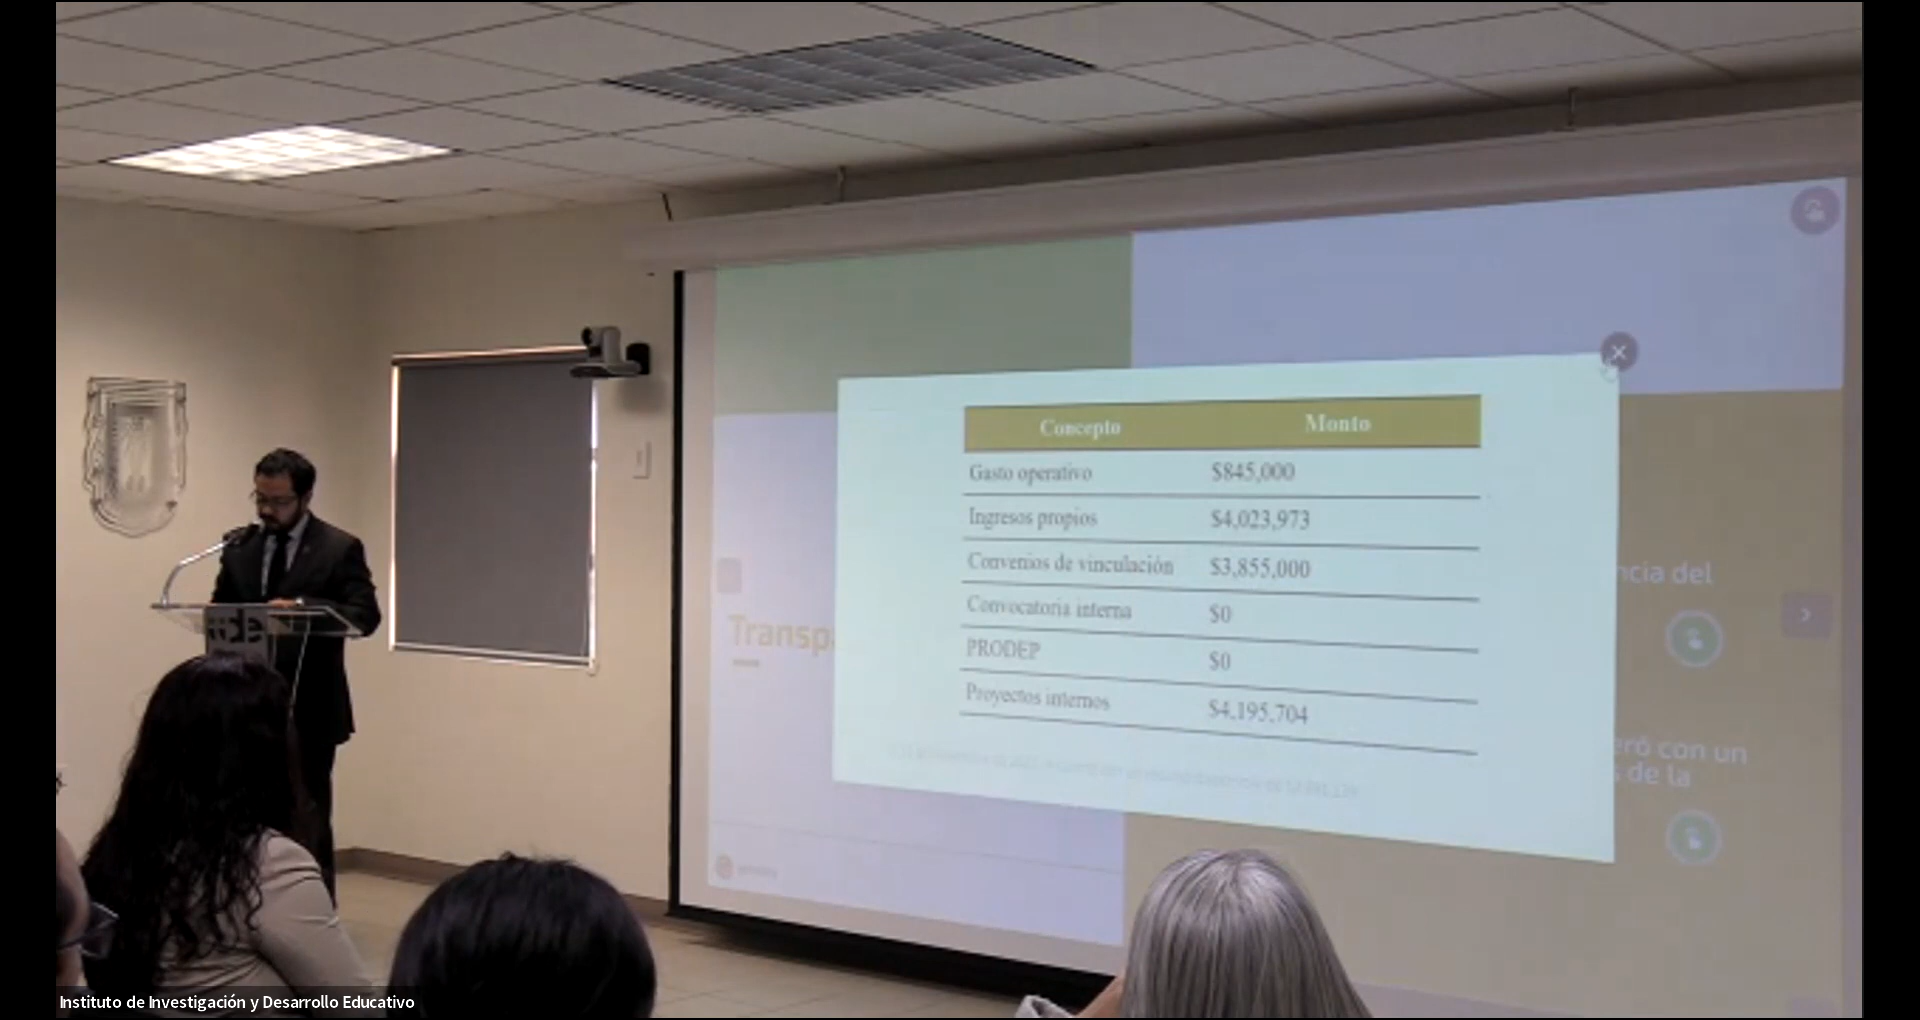 Concepto Monto
Gasto operativo $845,000
Ingresos propios $4,023,973
Convenios de vinculación $3,855,000
Convocatoria interna $0
PRODEP $0
Proyectos internos $4,195,704
Transp
ncia del
eró con un
s de la
iide
Instituto de Investigación y Desarrollo Educativo